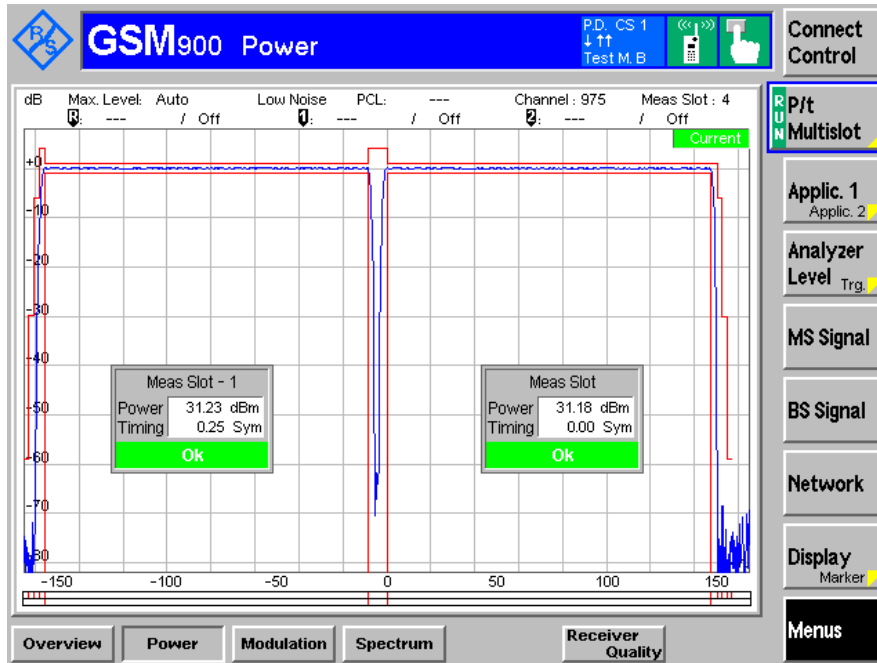 R/S
GSM900 Power
P.D. CS 1
↓ ↑↑
Test M. B
Connect
Control
dB Max. Level: Auto Low Noise PCL: --- Channel : 975 Meas Slot : 4
R: --- / Off 1: --- / Off 2: --- / Off
Current
RUN
P/t
Multislot
Applic. 1
Applic. 2
Analyzer
Level Trg.
MS Signal
BS Signal
Network
Display
Marker
Menus
+0
-10
-20
-30
-40
-50
-60
-70
-80
Meas Slot - 1
Power 31.23 dBm
Timing 0.25 Sym
Ok
Meas Slot
Power 31.18 dBm
Timing 0.00 Sym
Ok
-150 -100 -50 0 50 100 150
Overview Power Modulation Spectrum Receiver
Quality